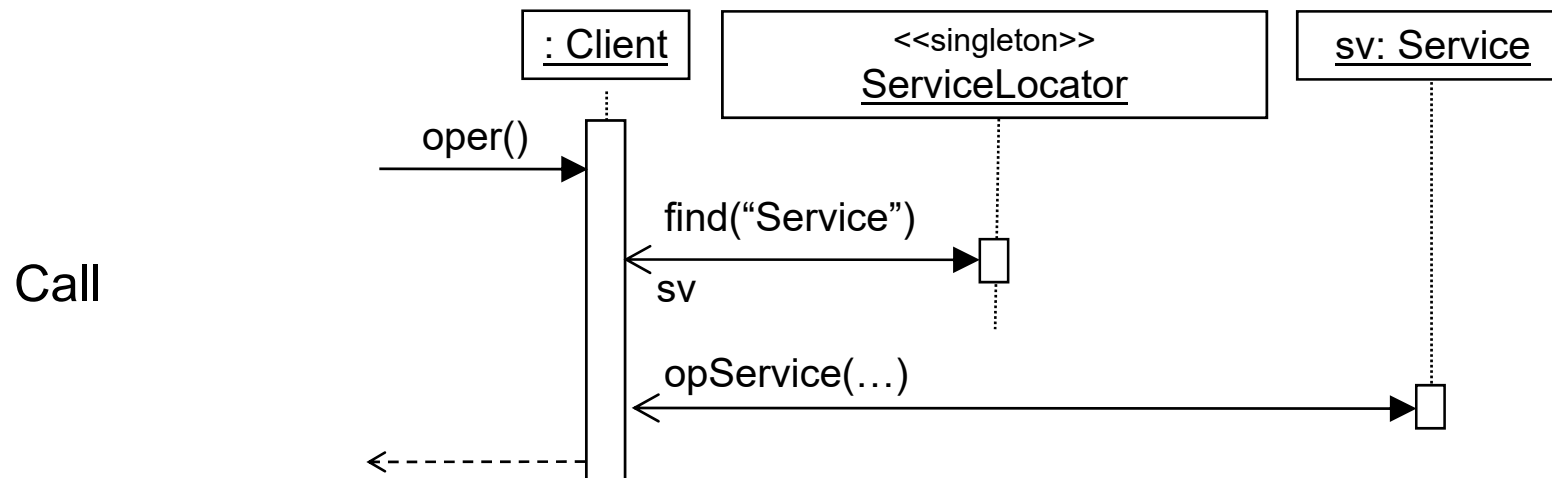 : Client
<<singleton>>
ServiceLocator
sv: Service
oper()
find(“Service”)
Call
sv
opService(…)